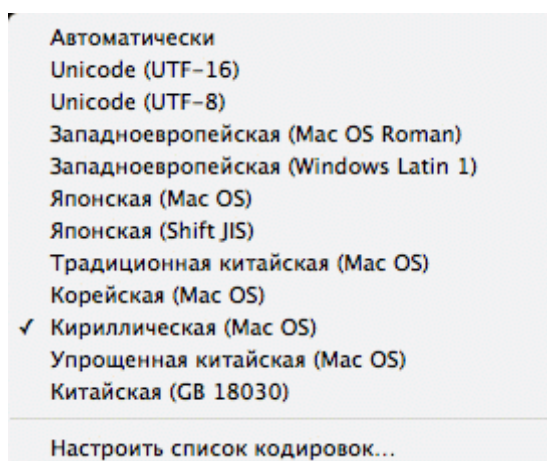 Автоматически
Unicode (UTF-16)
Unicode (UTF-8)
Западноевропейская (Mac OS Roman)
Западноевропейская (Windows Latin 1)
Японская (Mac OS)
Японская (Shift JIS)
Традиционная китайская (Mac OS)
Корейская (Mac OS)
✓ Кириллическая (Mac OS)
Упрощенная китайская (Mac OS)
Китайская (GB 18030)
Настроить список кодировок...